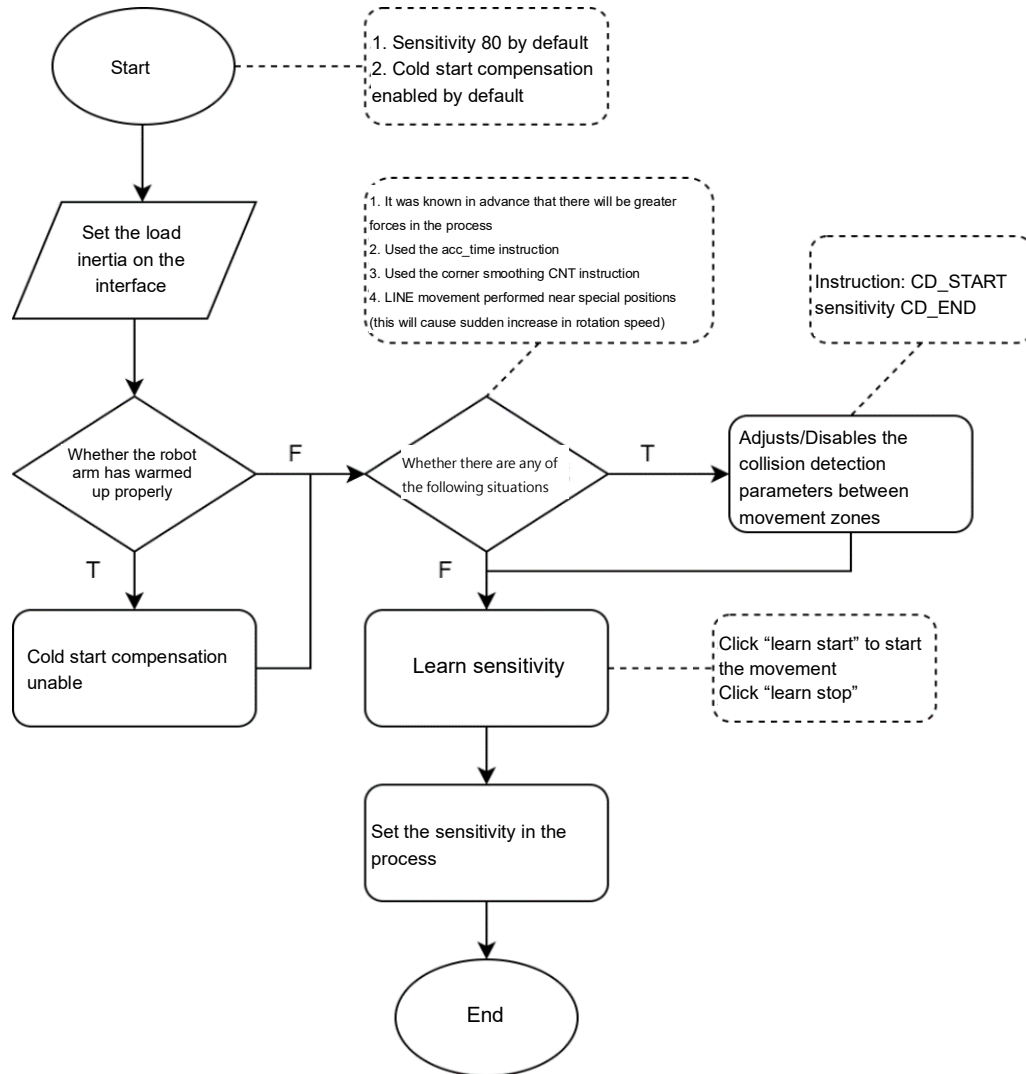 Start
1. Sensitivity 80 by default
2. Cold start compensation
enabled by default
Set the load
inertia on the
interface
1. It was known in advance that there will be greater
forces in the process
2. Used the acc_time instruction
3. Used the corner smoothing CNT instruction
4. LINE movement performed near special positions
(this will cause sudden increase in rotation speed)
Instruction: CD_START
sensitivity CD_END
Whether the robot
arm has warmed
up properly
F
T
Whether there are any of
the following situations
T
F
Adjusts/Disables the
collision detection
parameters between
movement zones
Cold start compensation
unable
Learn sensitivity
Click “learn start” to start
the movement
Click “learn stop”
Set the sensitivity in the
process
End